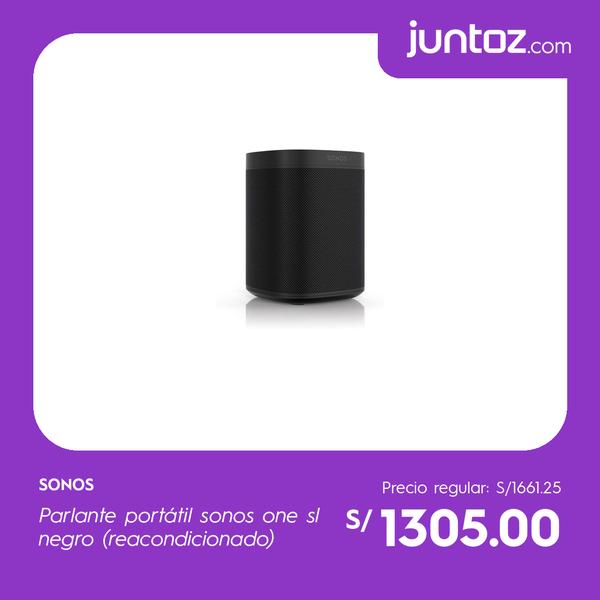 juntoz.com
SONOS
SONOS
Precio regular: S/1661.25
Parlante portátil sonos one sl
negro (reacondicionado)
S/ 1305.00